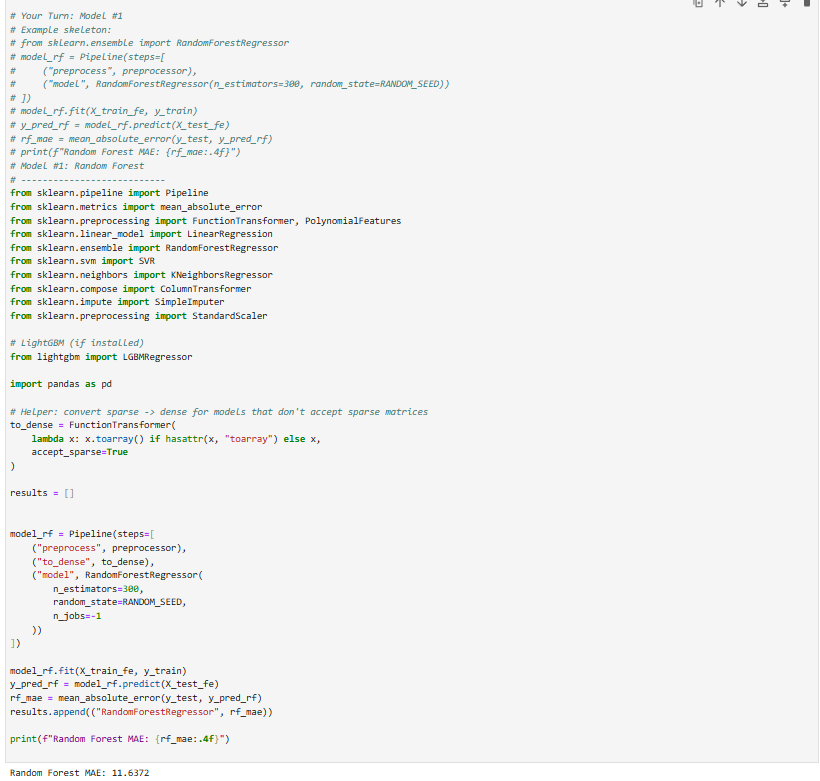 # Your Turn: Model #1
# Example skeleton:
# from sklearn.ensemble import RandomForestRegressor
# model_rf = Pipeline(steps=[
#     ("preprocess", preprocessor),
#     ("model", RandomForestRegressor(n_estimators=300, random_state=RANDOM_SEED))
# ])
# model_rf.fit(X_train_fe, y_train)
# y_pred_rf = model_rf.predict(X_test_fe)
# rf_mae = mean_absolute_error(y_test, y_pred_rf)
# print(f"Random Forest MAE: {rf_mae:.4f}")
# Model #1: Random Forest
# ---------------------------
from sklearn.pipeline import Pipeline
from sklearn.metrics import mean_absolute_error
from sklearn.preprocessing import FunctionTransformer, PolynomialFeatures
from sklearn.linear_model import LinearRegression
from sklearn.ensemble import RandomForestRegressor
from sklearn.svm import SVR
from sklearn.neighbors import KNeighborsRegressor
from sklearn.compose import ColumnTransformer
from sklearn.impute import SimpleImputer
from sklearn.preprocessing import StandardScaler
# LightGBM (if installed)
from lightgbm import LGBMRegressor
import pandas as pd
# Helper: convert sparse -> dense for models that don't accept sparse matrices
to_dense = FunctionTransformer(
    lambda x: x.toarray() if hasattr(x, "toarray") else x,
    accept_sparse=True
)
results = []
model_rf = Pipeline(steps=[
    ("preprocess", preprocessor),
    ("to_dense", to_dense),
    ("model", RandomForestRegressor(
        n_estimators=300,
        random_state=RANDOM_SEED,
        n_jobs=-1
    ))
])
model_rf.fit(X_train_fe, y_train)
y_pred_rf = model_rf.predict(X_test_fe)
rf_mae = mean_absolute_error(y_test, y_pred_rf)
results.append(("RandomForestRegressor", rf_mae))
print(f"Random Forest MAE: {rf_mae:.4f}")
Random Forest MAE: 11.6372